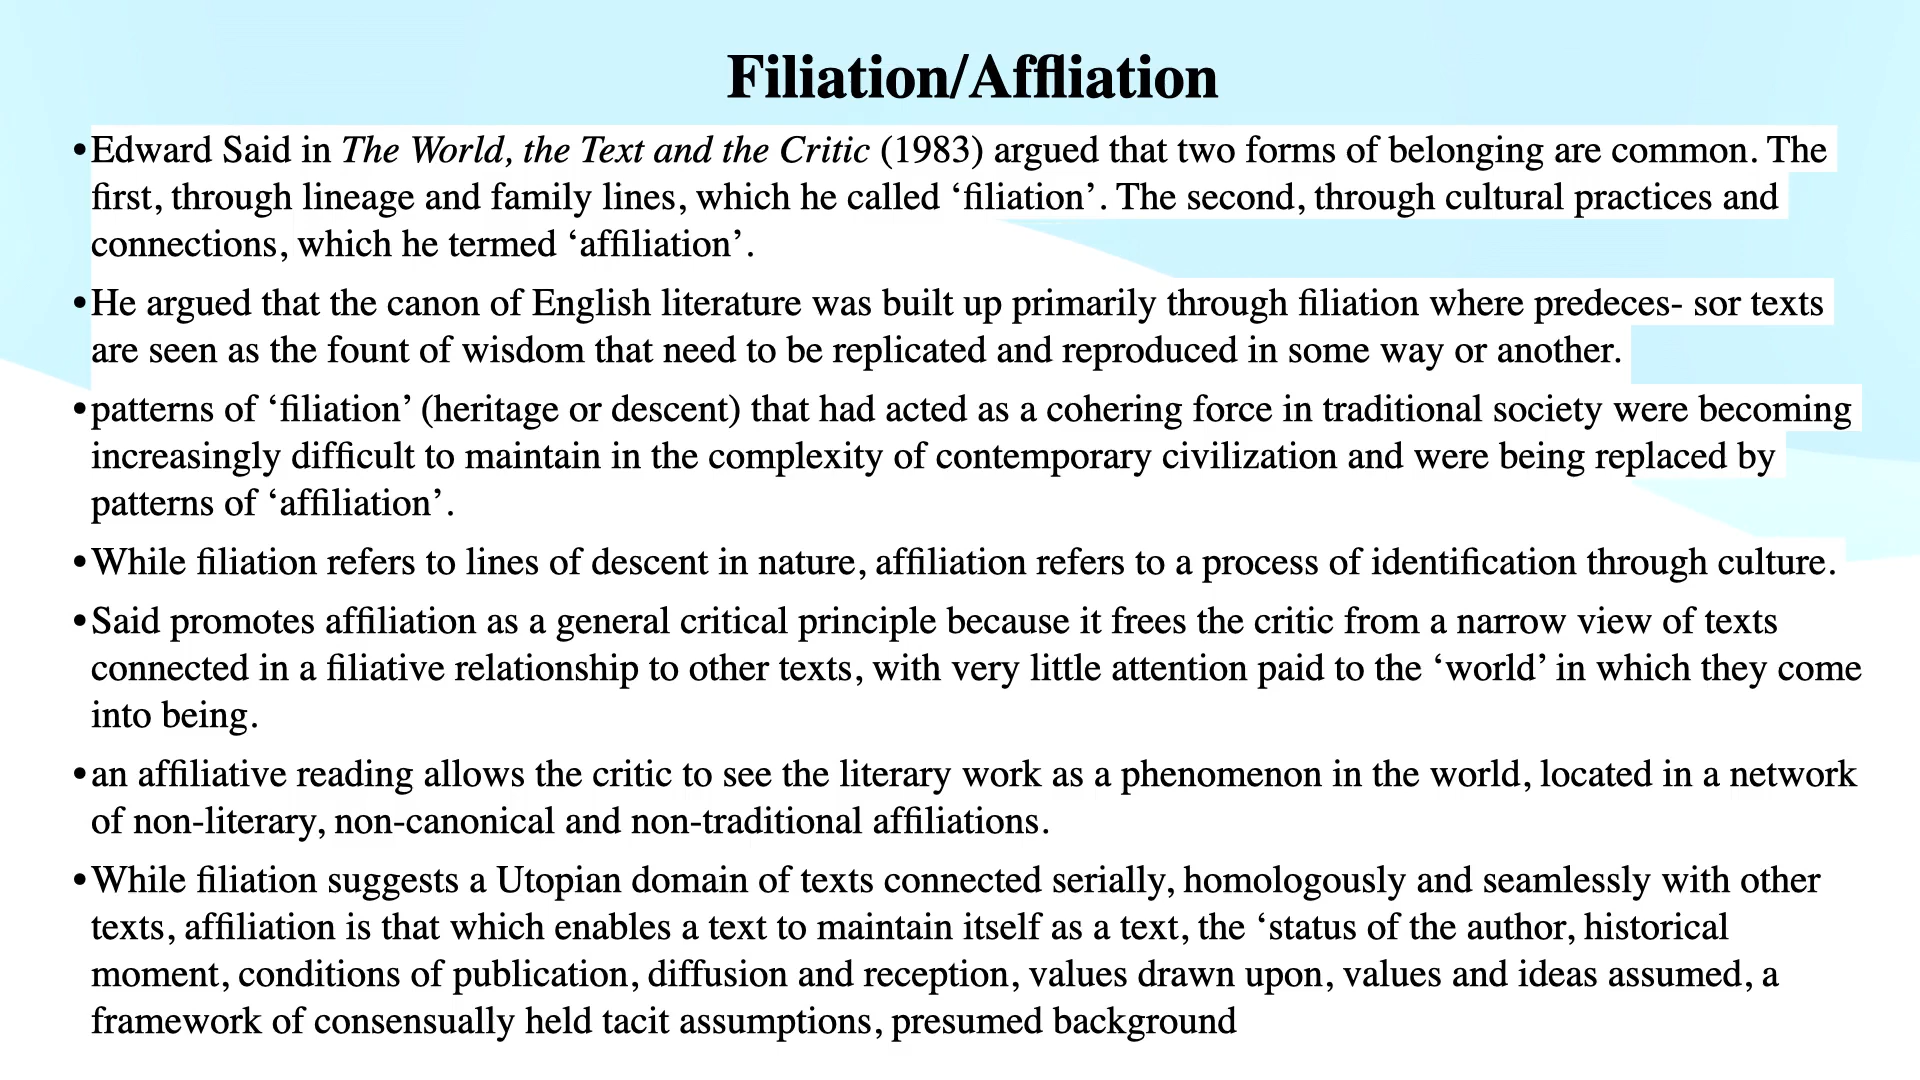 Filiation/Affliation
•Edward Said in The World, the Text and the Critic (1983) argued that two forms of belonging are common. The
first, through lineage and family lines, which he called ‘filiation’. The second, through cultural practices and
connections, which he termed ‘affiliation’.
•He argued that the canon of English literature was built up primarily through filiation where predeces- sor texts
are seen as the fount of wisdom that need to be replicated and reproduced in some way or another.
•patterns of ‘filiation’ (heritage or descent) that had acted as a cohering force in traditional society were becoming
increasingly difficult to maintain in the complexity of contemporary civilization and were being replaced by
patterns of ‘affiliation’.
•While filiation refers to lines of descent in nature, affiliation refers to a process of identification through culture.
•Said promotes affiliation as a general critical principle because it frees the critic from a narrow view of texts
connected in a filiative relationship to other texts, with very little attention paid to the ‘world’ in which they come
into being.
•an affiliative reading allows the critic to see the literary work as a phenomenon in the world, located in a network
of non-literary, non-canonical and non-traditional affiliations.
•While filiation suggests a Utopian domain of texts connected serially, homologously and seamlessly with other
texts, affiliation is that which enables a text to maintain itself as a text, the ‘status of the author, historical
moment, conditions of publication, diffusion and reception, values drawn upon, values and ideas assumed, a
framework of consensually held tacit assumptions, presumed background